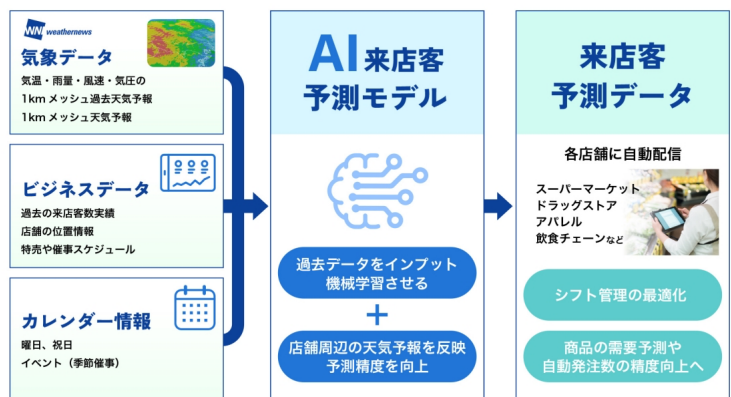 WN weathernews
気象データ
気温・雨量・風速・気圧の
1kmメッシュ過去天気予報
1kmメッシュ天気予報
ビジネスデータ
過去の来店客数実績
店舗の位置情報
特売や催事スケジュール
カレンダー情報
曜日、祝日
イベント（季節催事）
AI来店客
予測モデル
過去データをインプット
機械学習させる
+
店舗周辺の天気予報を反映
予測精度を向上
来店客
予測データ
各店舗に自動配信
スーパーマーケット
ドラッグストア
アパレル
飲食チェーンなど
シフト管理の最適化
商品の需要予測や
自動発注数の精度向上へ